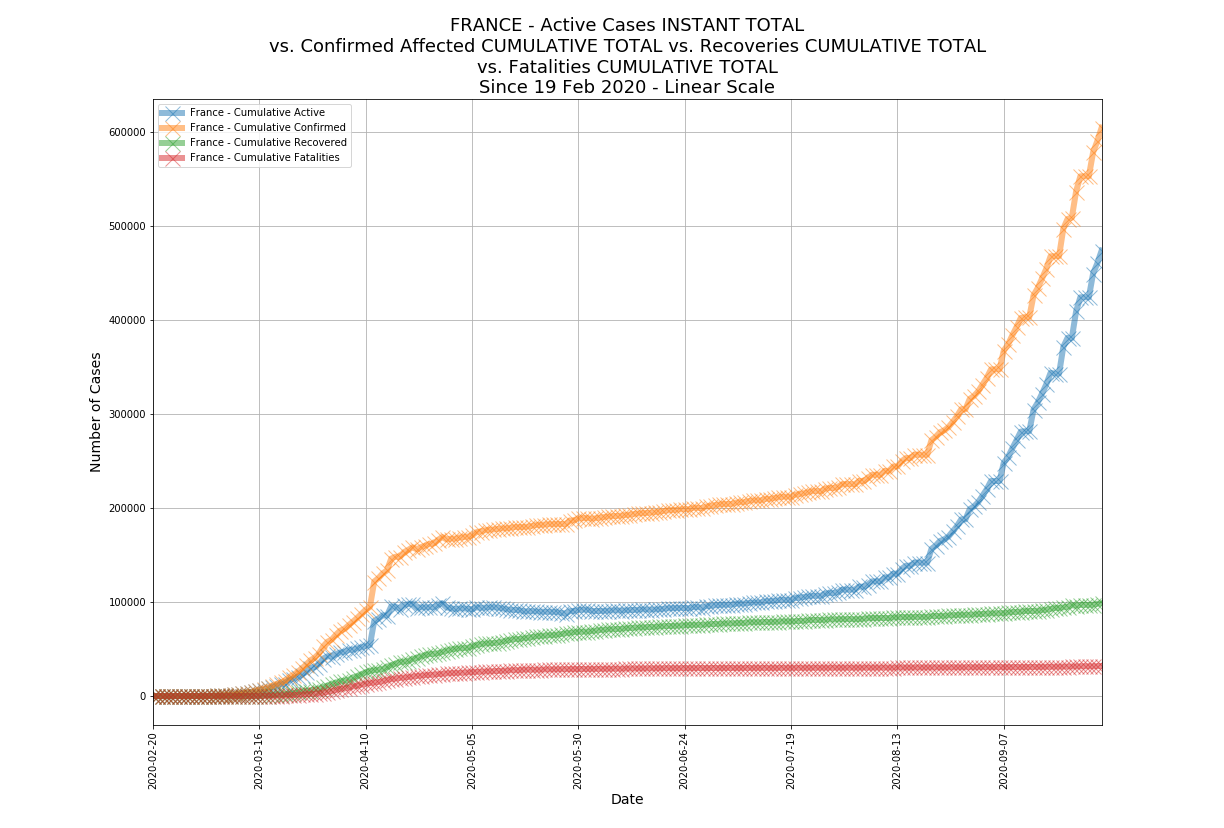 FRANCE - Active Cases INSTANT TOTAL
vs. Confirmed Affected CUMULATIVE TOTAL vs. Recoveries CUMULATIVE TOTAL
vs. Fatalities CUMULATIVE TOTAL
Since 19 Feb 2020 - Linear Scale
France - Cumulative Active
France - Cumulative Confirmed
France - Cumulative Recovered
France - Cumulative Fatalities
600000
500000
400000
300000
200000
100000
0
Number of Cases
2020-02-20
2020-03-16
2020-04-10
2020-05-05
2020-05-30
2020-06-24
2020-07-19
2020-08-13
2020-09-07
Date